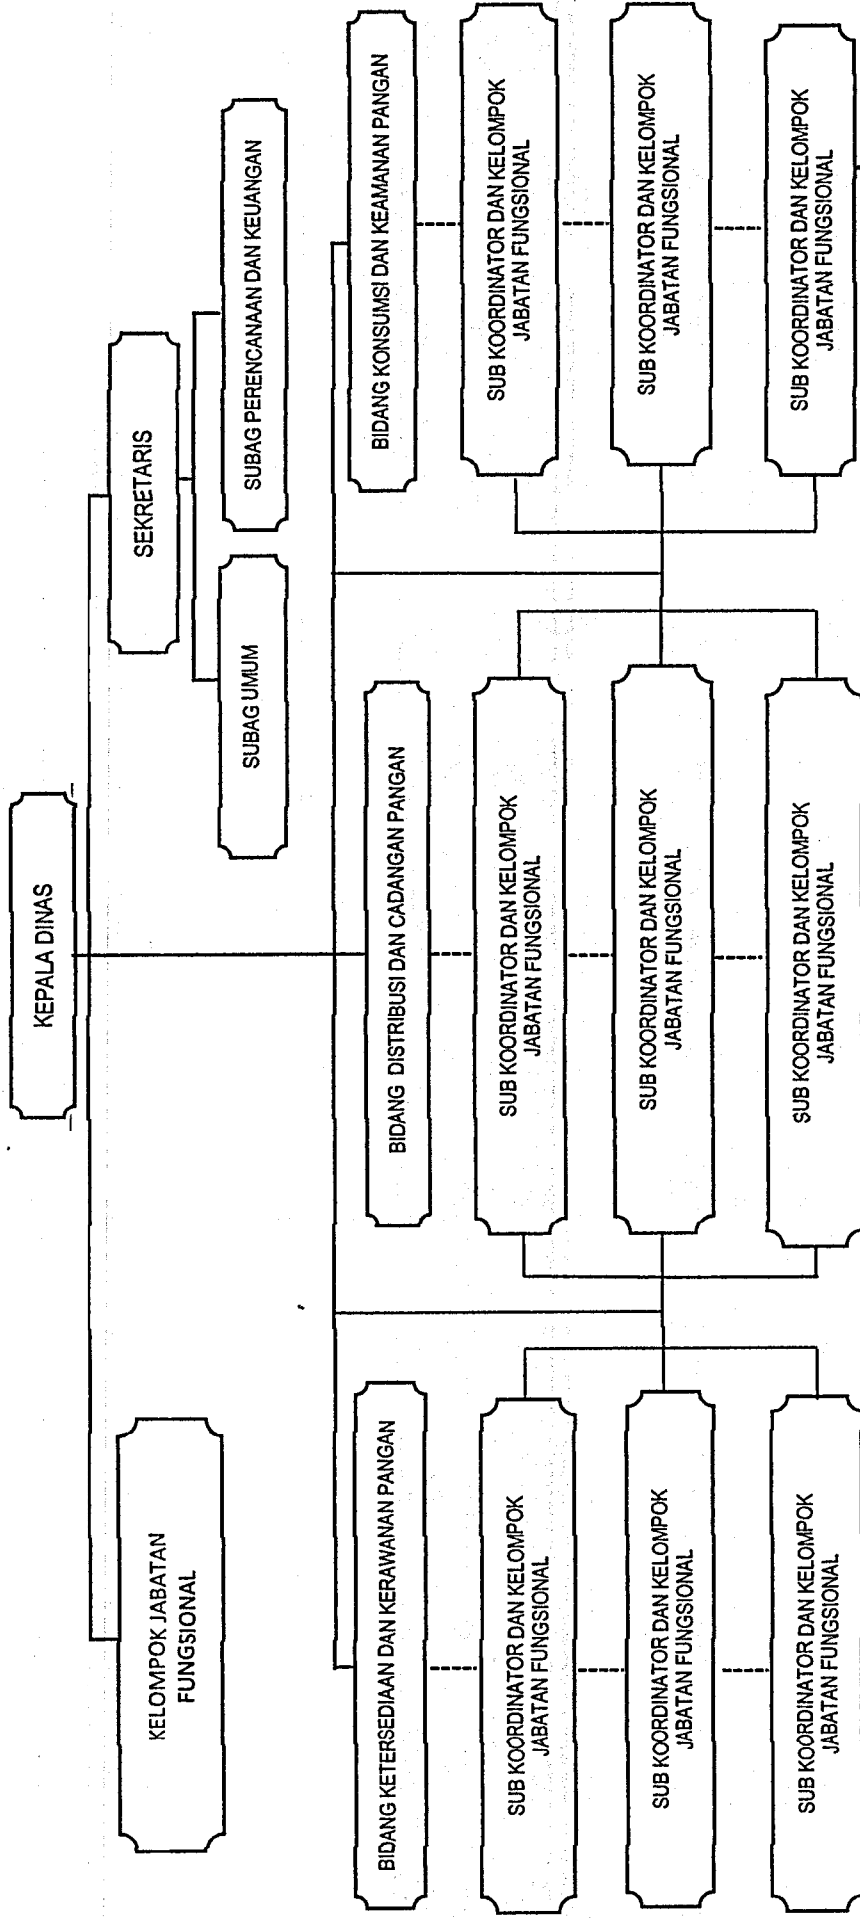 KEPALA DINAS
KELOMPOK JABATAN
FUNGSIONAL
SEKRETARIS
SUBAG UMUM
SUBAG PERENCANAAN DAN KEUANGAN
BIDANG KETERSEDIAAN DAN KERAWANAN PANGAN
SUB KOORDINATOR DAN KELOMPOK
JABATAN FUNGSIONAL
SUB KOORDINATOR DAN KELOMPOK
JABATAN FUNGSIONAL
SUB KOORDINATOR DAN KELOMPOK
JABATAN FUNGSIONAL
BIDANG DISTRIBUSI DAN CADANGAN PANGAN
SUB KOORDINATOR DAN KELOMPOK
JABATAN FUNGSIONAL
SUB KOORDINATOR DAN KELOMPOK
JABATAN FUNGSIONAL
SUB KOORDINATOR DAN KELOMPOK
JABATAN FUNGSIONAL
BIDANG KONSUMSI DAN KEAMANAN PANGAN
SUB KOORDINATOR DAN KELOMPOK
JABATAN FUNGSIONAL
SUB KOORDINATOR DAN KELOMPOK
JABATAN FUNGSIONAL
SUB KOORDINATOR DAN KELOMPOK
JABATAN FUNGSIONAL